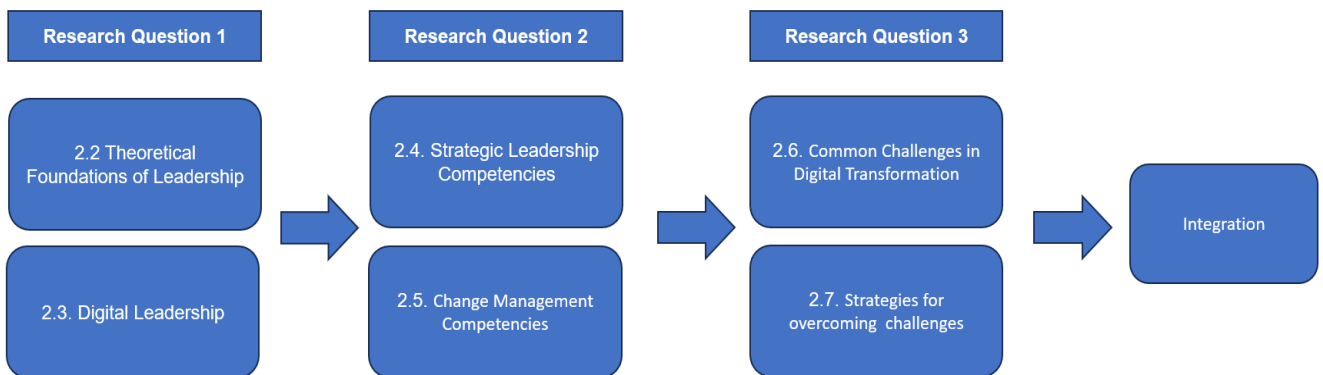 Research Question 1
Research Question 2
Research Question 3
2.2 Theoretical
Foundations of Leadership
2.3. Digital Leadership
2.4. Strategic Leadership
Competencies
2.5. Change Management
Competencies
2.6. Common Challenges in
Digital Transformation
2.7. Strategies for
overcoming challenges
Integration